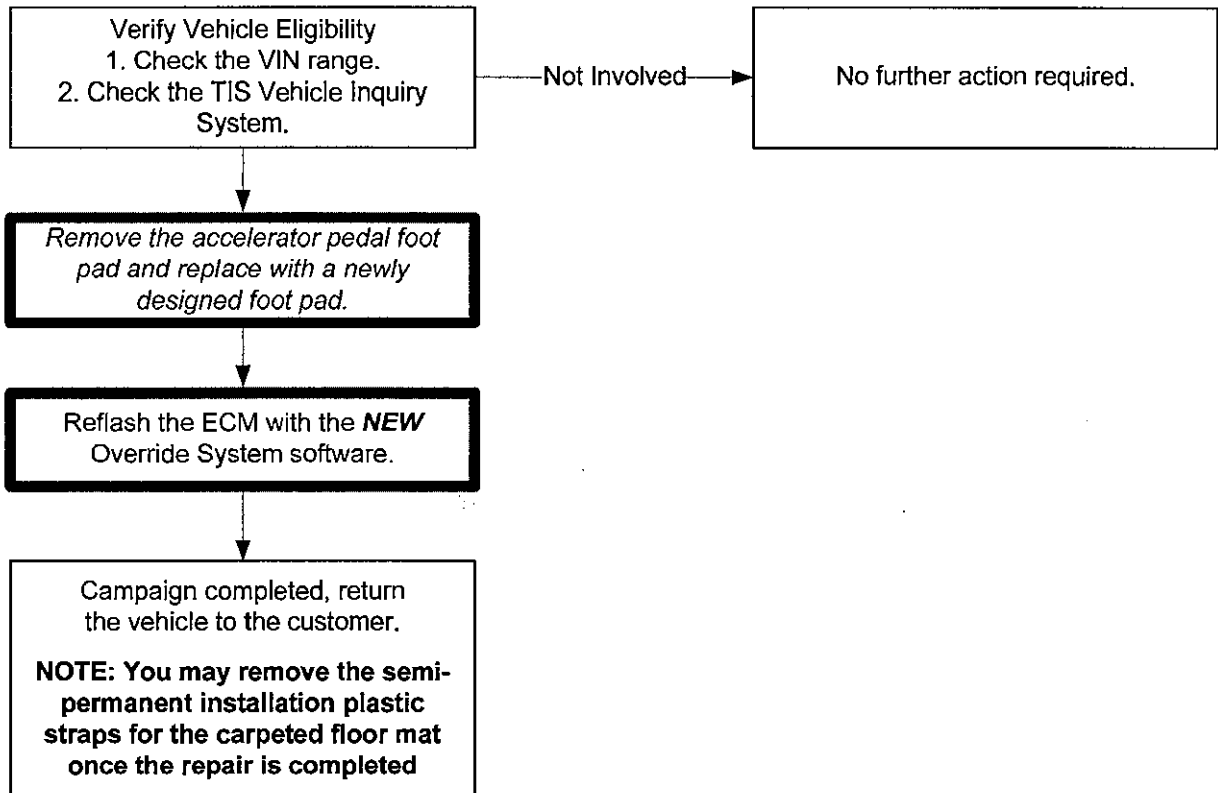 Verify Vehicle Eligibility
1. Check the VIN range.
2. Check the TIS Vehicle Inquiry
System.
Not Involved
No further action required.
Remove the accelerator pedal foot
pad and replace with a newly
designed foot pad.
Reflash the ECM with the NEW
Override System software.
Campaign completed, return
the vehicle to the customer.
NOTE: You may remove the semi-
permanent installation plastic
straps for the carpeted floor mat
once the repair is completed